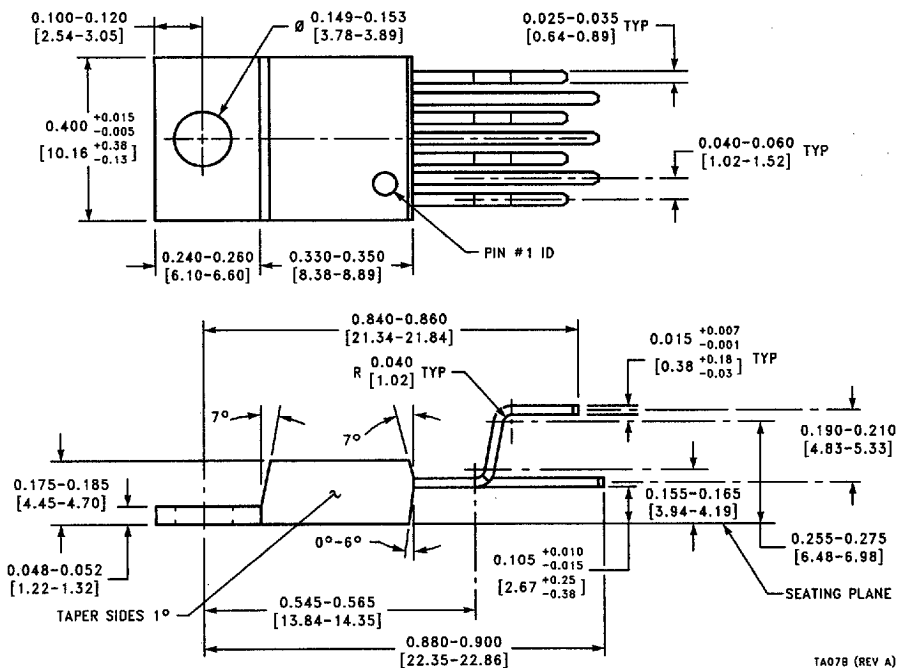 0.100-0.120
[2.54-3.05]
Ø 0.149-0.153
[3.78-3.89]
0.025-0.035 TYP
[0.64-0.89]
0.400 +0.015 -0.005
[10.16 +0.38 -0.13]
0.040-0.060 TYP
[1.02-1.52]
PIN #1 ID
0.240-0.260
[6.10-6.60]
0.330-0.350
[8.38-8.89]
0.840-0.860
[21.34-21.84]
R 0.040 TYP
[1.02]
0.015 +0.007 -0.001
[0.38 +0.18 -0.03] TYP
7°
7°
0.190-0.210
[4.83-5.33]
0.175-0.185
[4.45-4.70]
0.155-0.165
[3.94-4.19]
0°-6°
0.105 +0.010 -0.015
[2.67 +0.25 -0.38]
0.255-0.275
[6.48-6.98]
0.048-0.052
[1.22-1.32]
SEATING PLANE
TAPER SIDES 1°
0.545-0.565
[13.84-14.35]
0.880-0.900
[22.35-22.86]
TA07B (REV A)